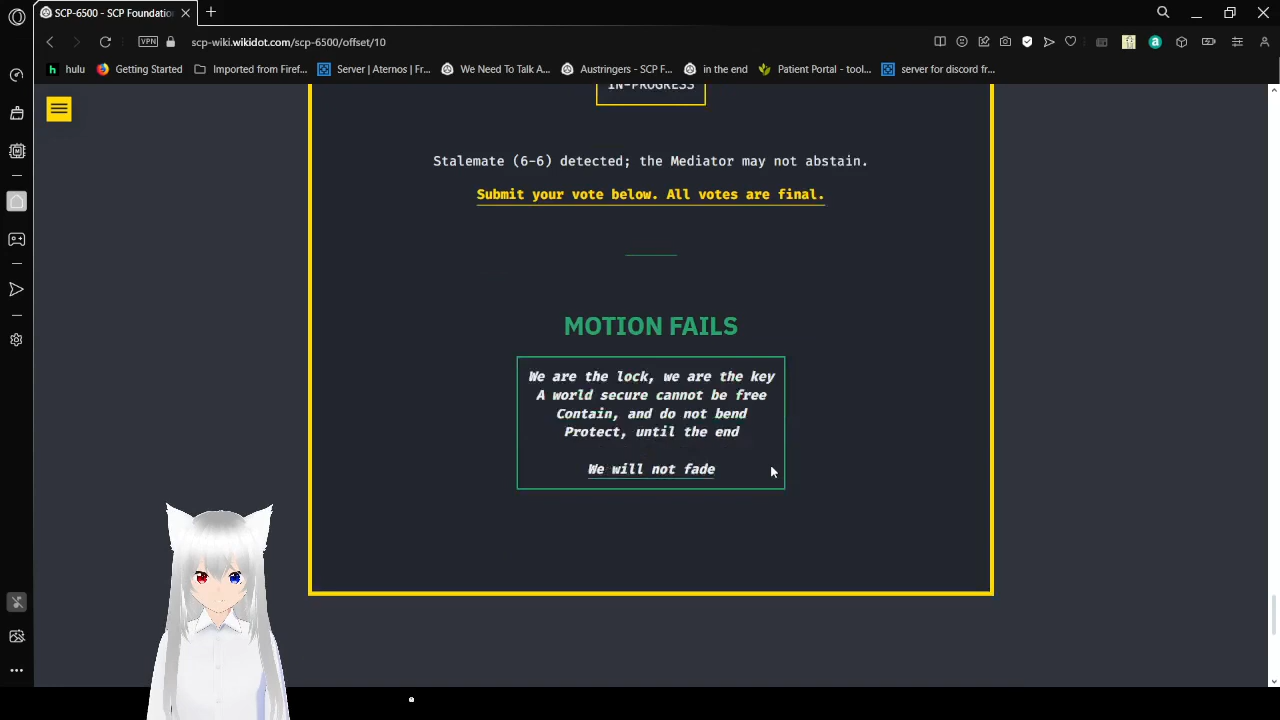 SCP-6500 - SCP Foundatio
scp-wiki.wikidot.com/scp-6500/offset/10
VPN
hulu
Getting Started
Imported from Firef...
Server | Aternos | Fr...
We Need To Talk A...
Austringers - SCP F...
in the end
Patient Portal - tool...
server for discord fr...
IN-PROGRESS
Stalemate (6-6) detected; the Mediator may not abstain.
Submit your vote below. All votes are final.
MOTION FAILS
We are the lock, we are the key
A world secure cannot be free
Contain, and do not bend
Protect, until the end
We will not fade